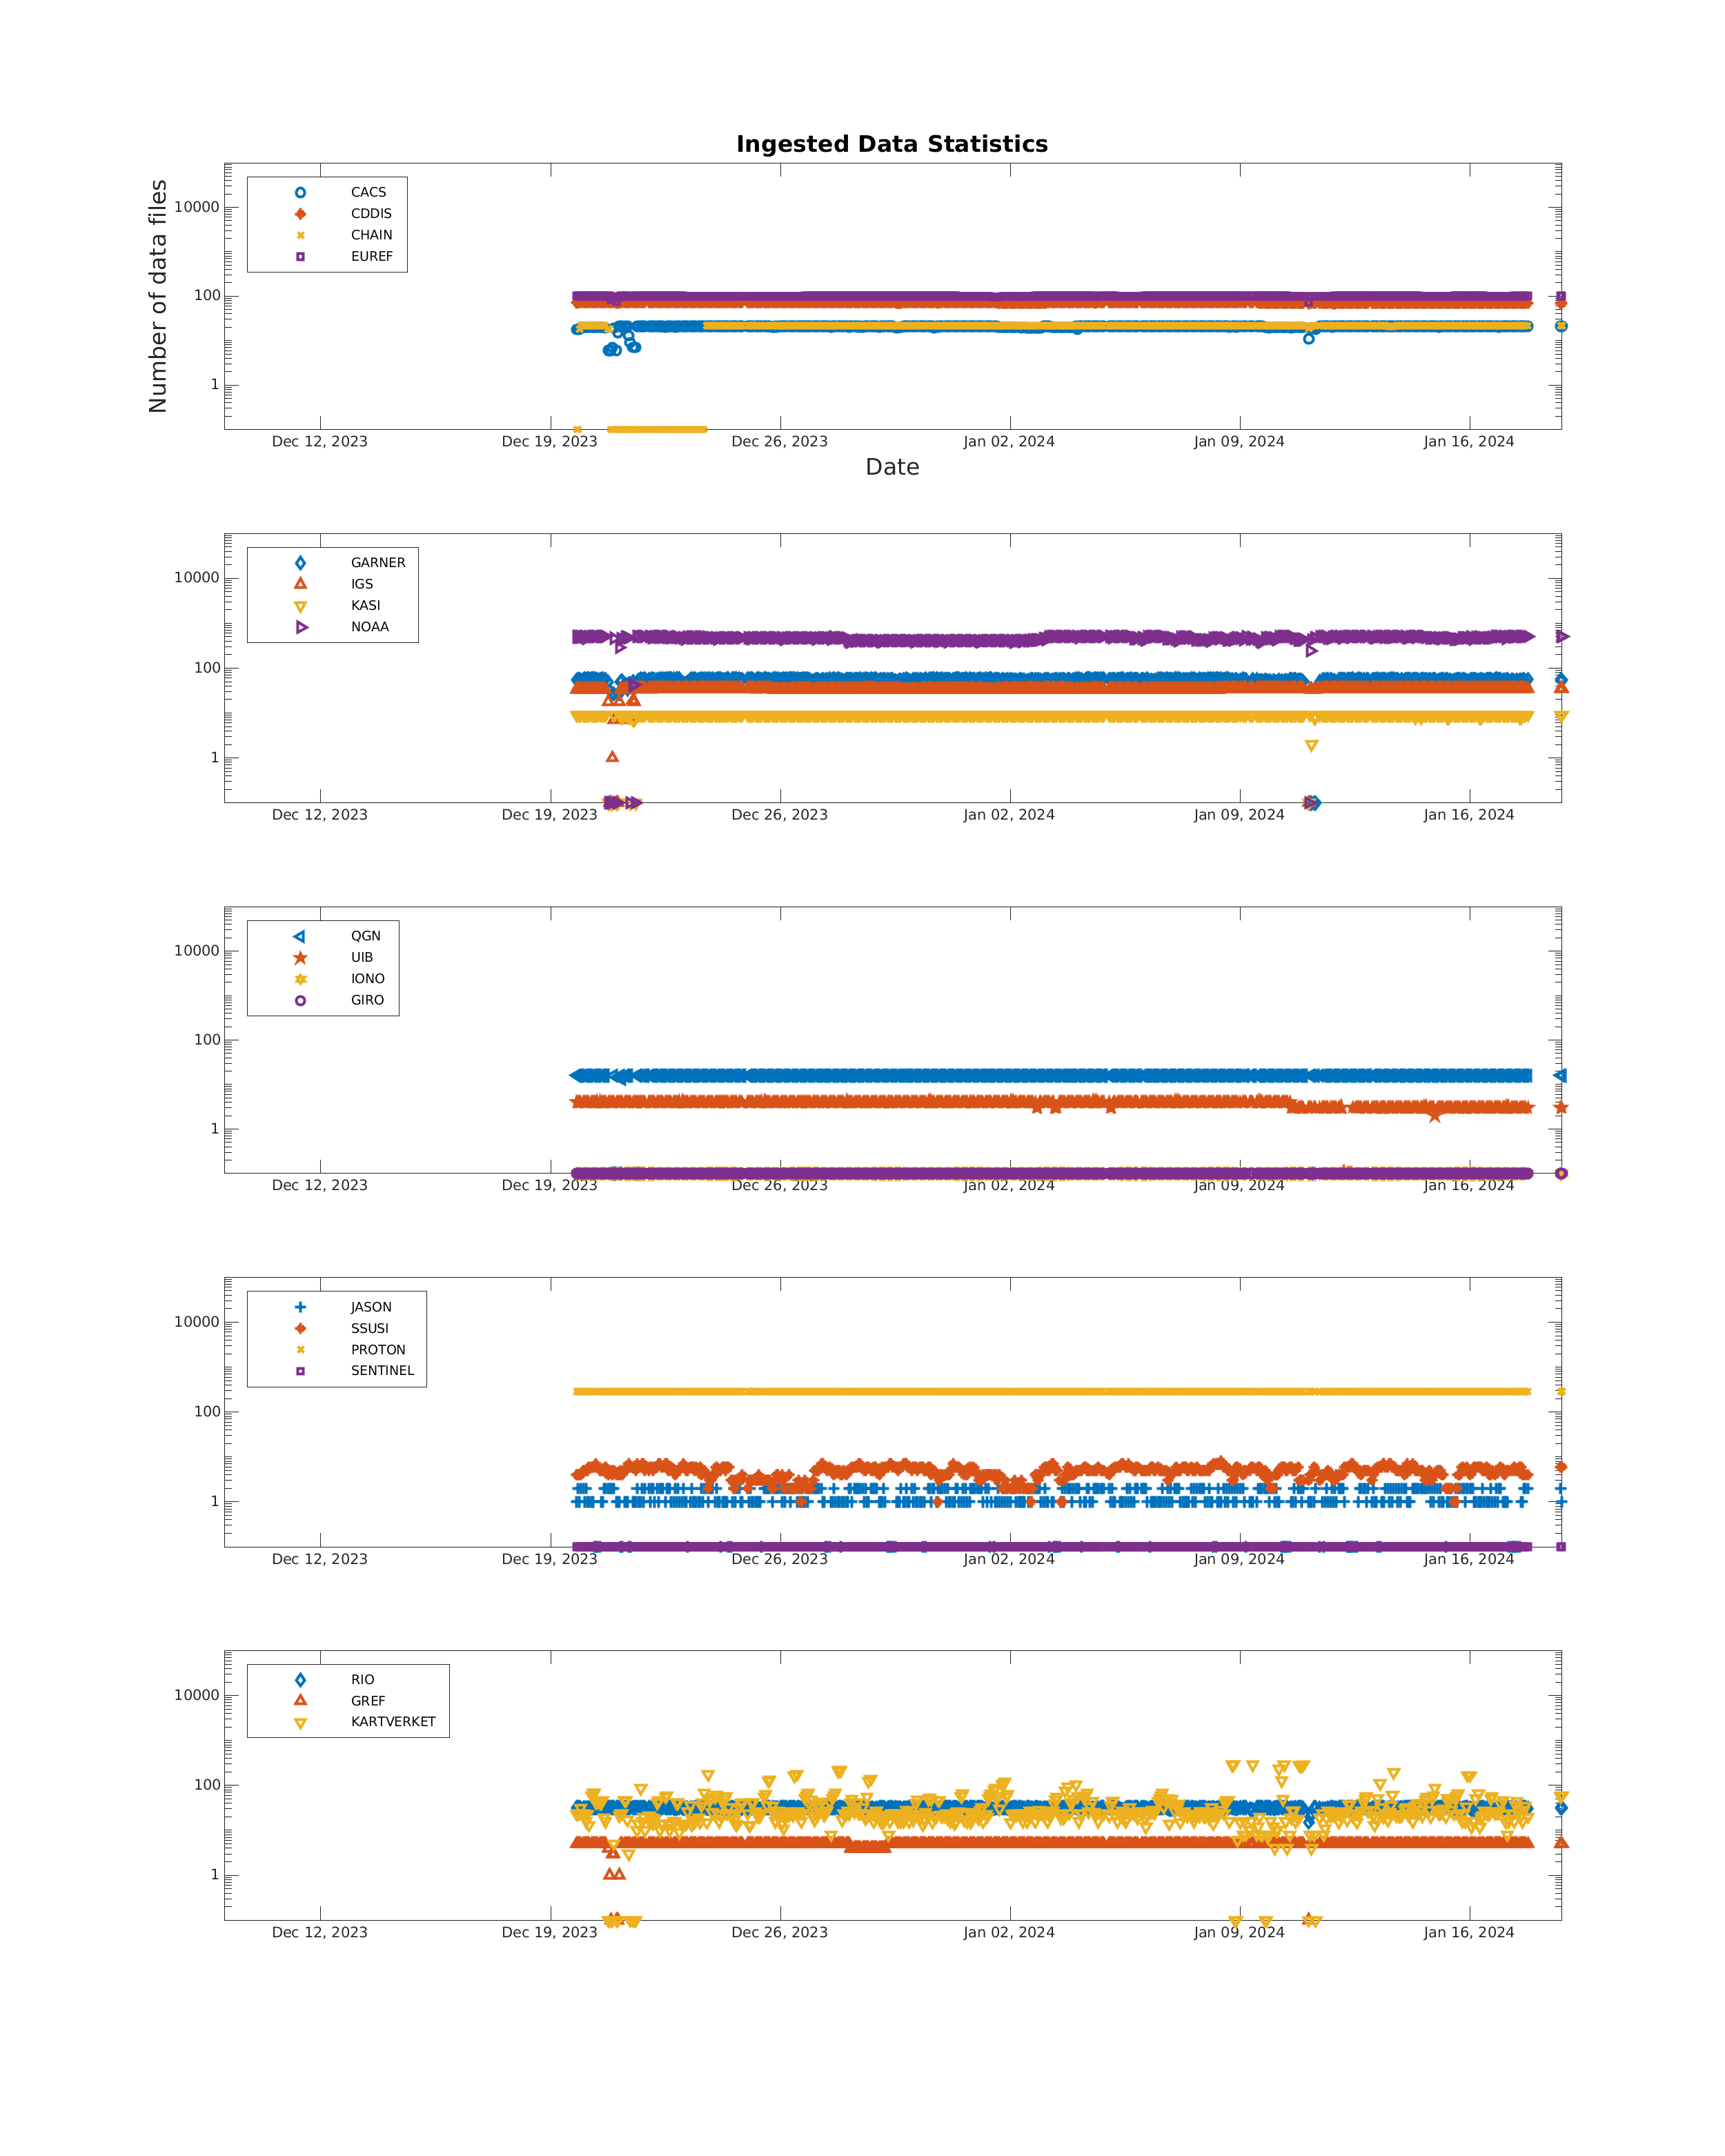 Ingested Data Statistics
Number of data files
10000
100
1
CACS
CDDIS
CHAIN
EUREF
Dec 12, 2023 Dec 19, 2023 Dec 26, 2023 Jan 02, 2024 Jan 09, 2024 Jan 16, 2024
Date
10000
100
1
GARNER
IGS
KASI
NOAA
Dec 12, 2023 Dec 19, 2023 Dec 26, 2023 Jan 02, 2024 Jan 09, 2024 Jan 16, 2024
10000
100
1
QGN
UIB
IONO
GIRO
Dec 12, 2023 Dec 19, 2023 Dec 26, 2023 Jan 02, 2024 Jan 09, 2024 Jan 16, 2024
10000
100
1
JASON
SSUSI
PROTON
SENTINEL
Dec 12, 2023 Dec 19, 2023 Dec 26, 2023 Jan 02, 2024 Jan 09, 2024 Jan 16, 2024
10000
100
1
RIO
GREF
KARTVERKET
Dec 12, 2023 Dec 19, 2023 Dec 26, 2023 Jan 02, 2024 Jan 09, 2024 Jan 16, 2024